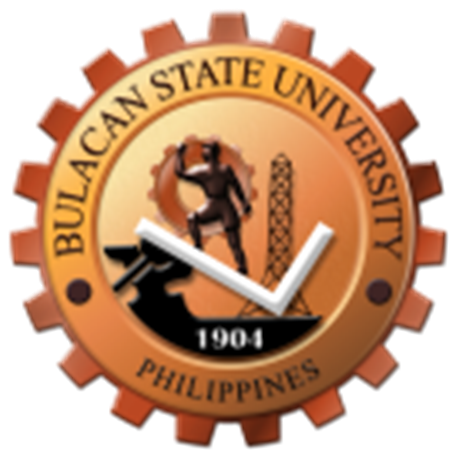 BULACAN STATE UNIVERSITY
1904
PHILIPPINES